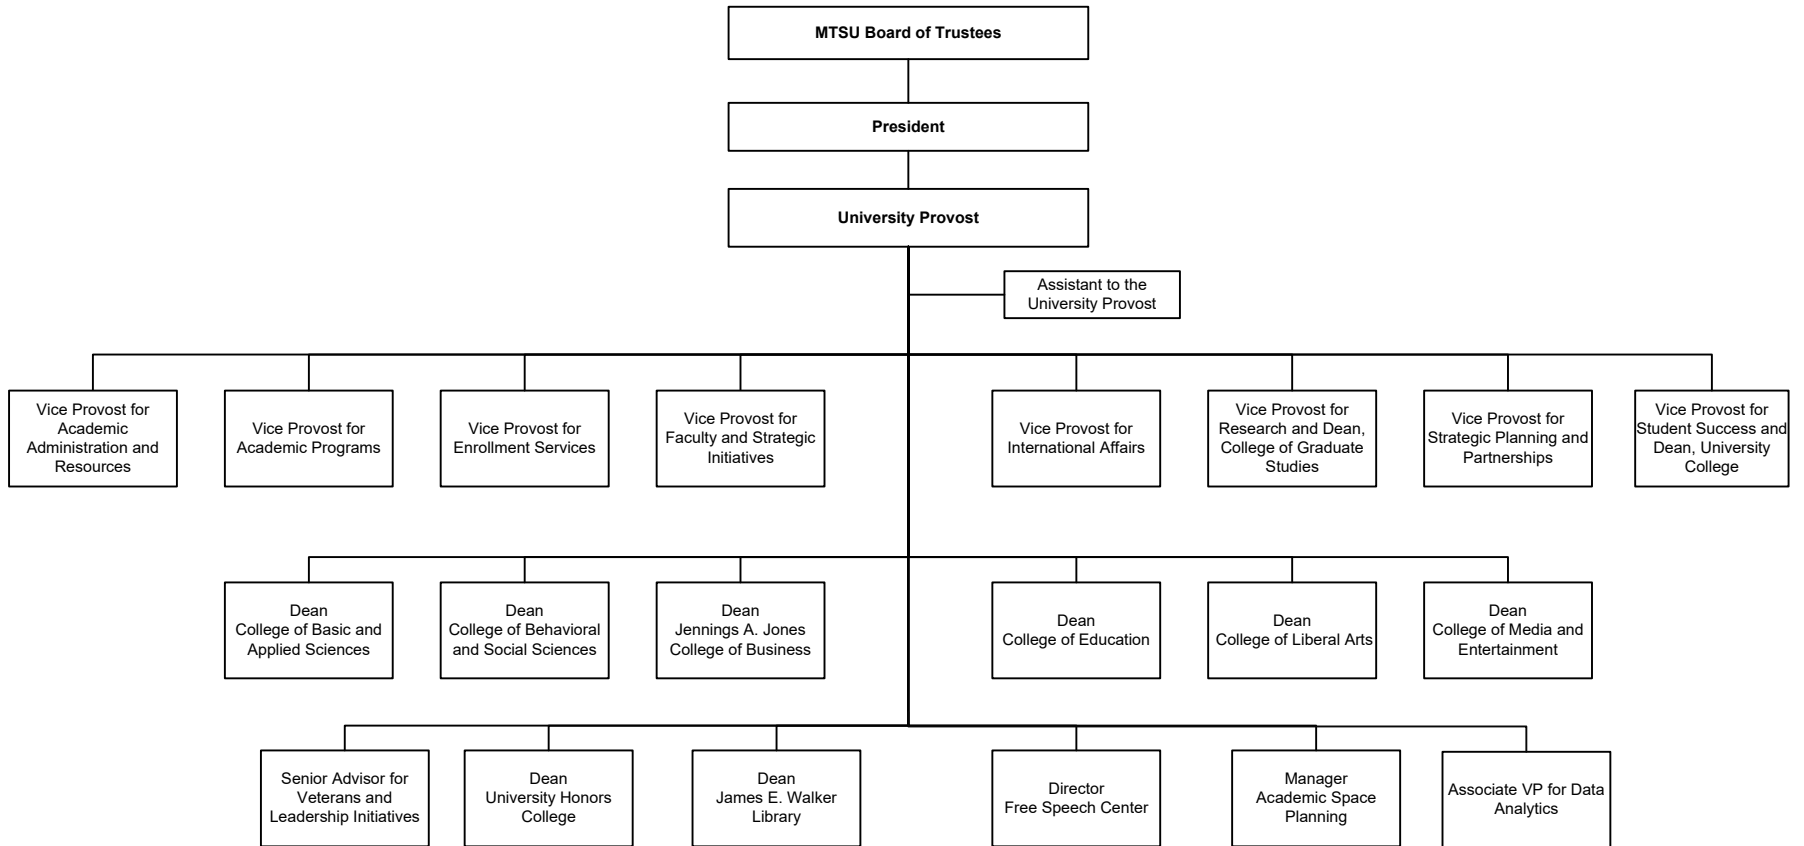 MTSU Board of Trustees
President
University Provost
Assistant to the
University Provost
Vice Provost for
Academic
Administration and
Resources
Vice Provost for
Academic Programs
Vice Provost for
Enrollment Services
Vice Provost for
Faculty and Strategic
Initiatives
Vice Provost for
International Affairs
Vice Provost for
Research and Dean,
College of Graduate
Studies
Vice Provost for
Strategic Planning and
Partnerships
Vice Provost for
Student Success and
Dean, University
College
Dean
College of Basic and
Applied Sciences
Dean
College of Behavioral
and Social Sciences
Dean
Jennings A. Jones
College of Business
Dean
College of Education
Dean
College of Liberal Arts
Dean
College of Media and
Entertainment
Senior Advisor for
Veterans and
Leadership Initiatives
Dean
University Honors
College
Dean
James E. Walker
Library
Director
Free Speech Center
Manager
Academic Space
Planning
Associate VP for Data
Analytics